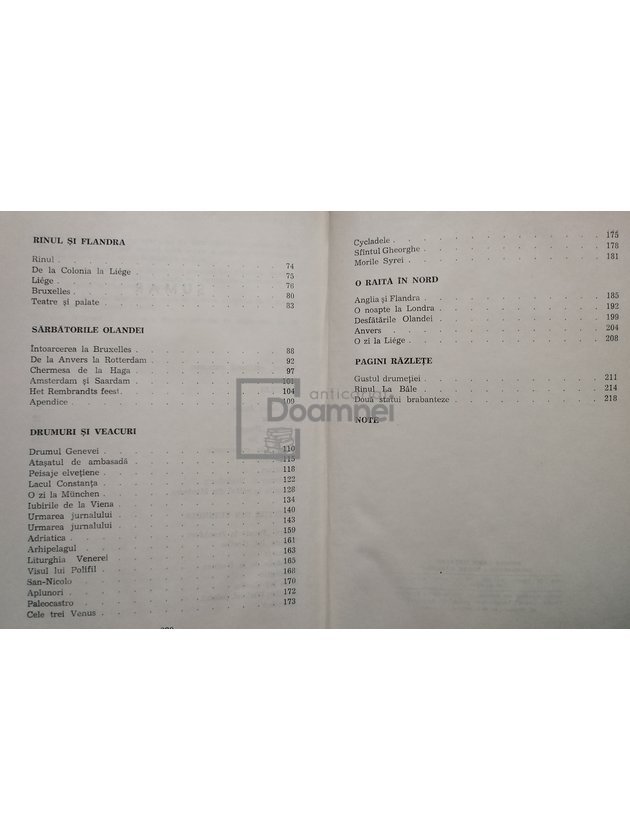 RINUL ȘI FLANDRA
Rinul . 74
De la Colonia la Liége . 75
Liége . 76
Bruxelles . 80
Teatre și palate . 83
SĂRBĂTORILE OLANDEI
Întoarcerea la Bruxelles . 88
De la Anvers la Rotterdam . 92
Chermesa de la Haga . 97
Amsterdam și Saardam . 101
Het Rembrandts feest . 104
Apendice . 109
DRUMURI ȘI VEACURI
Drumul Genevei . 110
Atașatul de ambasadă . 115
Peisaje elvețiene . 118
Lacul Constanța . 122
O zi la München . 128
Iubirile de la Viena . 134
Urmarea jurnalului . 140
Urmarea jurnalului . 143
Adriatica . 159
Arhipelagul . 161
Liturghia Venerei . 163
Visul lui Polifil . 165
San-Nicolo . 168
Aplunori . 170
Paleocastro . 172
Cele trei Venus . 173
Cycladele . 175
Sfîntul Gheorghe . 178
Morile Syrei . 181
O RAITĂ ÎN NORD
Anglia și Flandra . 185
O noapte la Londra . 192
Desfătările Olandei . 199
Anvers . 204
O zi la Liége . 208
PAGINI RĂZLEȚE
Gustul drumeției . 211
Rinul La Bâle . 214
Două statui brabanteze . 218
NOTE
anticariat
Doamnei